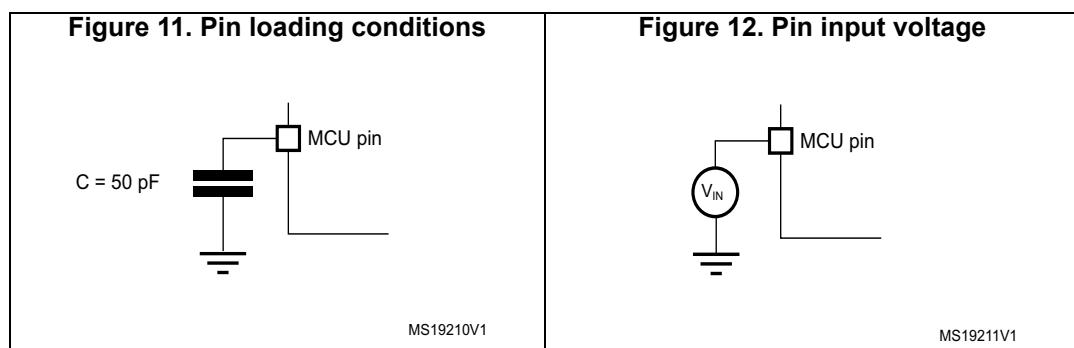 Figure 11. Pin loading conditions
MCU pin
C = 50 pF
MS19210V1
Figure 12. Pin input voltage
MCU pin
VIN
MS19211V1